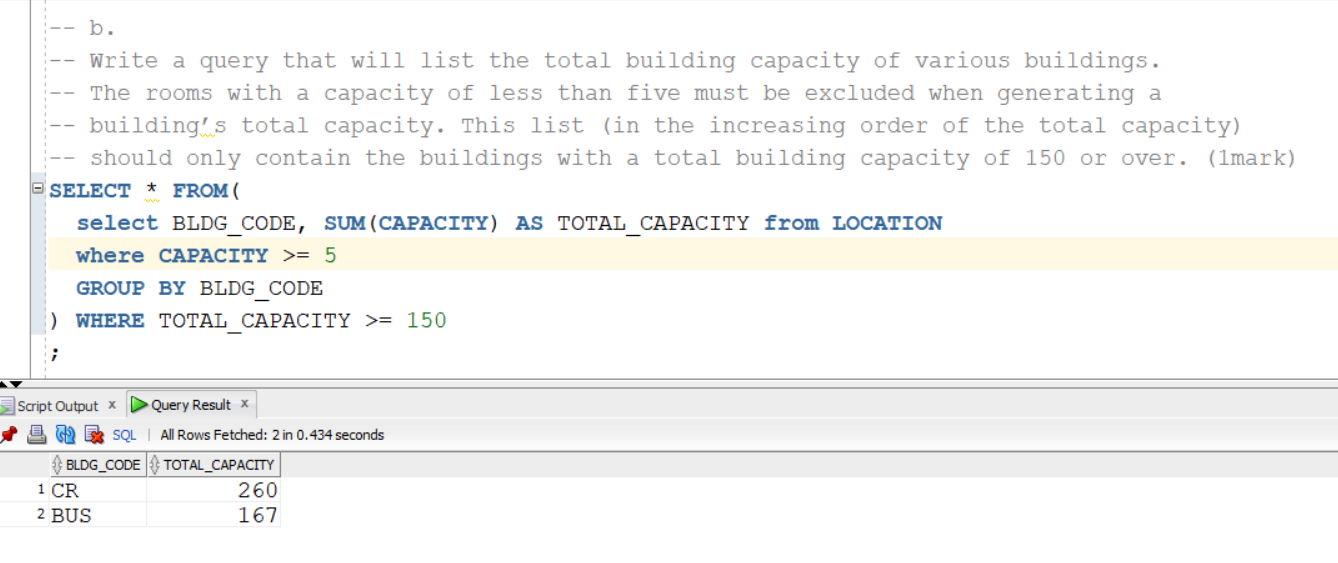 -- b.
-- Write a query that will list the total building capacity of various buildings.
-- The rooms with a capacity of less than five must be excluded when generating a
-- building’s total capacity. This list (in the increasing order of the total capacity)
-- should only contain the buildings with a total building capacity of 150 or over. (1mark)
SELECT * FROM(
select BLDG_CODE, SUM(CAPACITY) AS TOTAL_CAPACITY from LOCATION
where CAPACITY >= 5
GROUP BY BLDG_CODE
) WHERE TOTAL_CAPACITY >= 150
;
Script Output x Query Result x
SQL | All Rows Fetched: 2 in 0.434 seconds
BLDG_CODE TOTAL_CAPACITY
1 CR 260
2 BUS 167